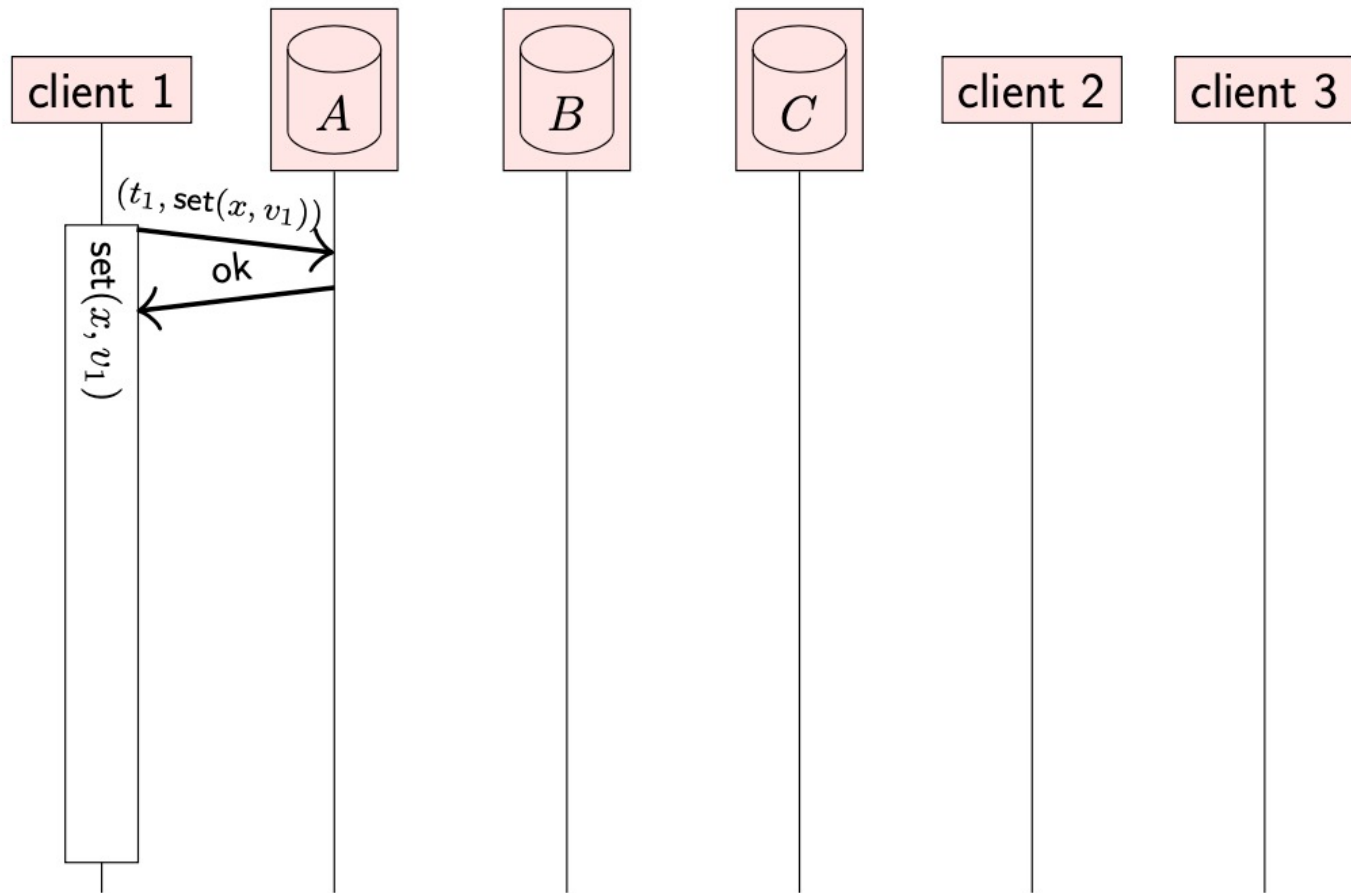 client 1
A
B
C
client 2
client 3
(t₁, set(x, v₁))
ok
set(x, v₁)